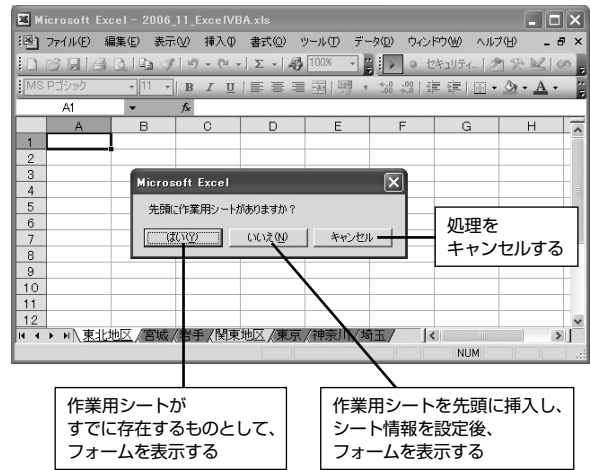 Microsoft Excel - 2006_11_ExcelVBA.xls
ファイル(F) 編集(E) 表示(V) 挿入(I) 書式(O) ツール(T) データ(D) ウィンドウ(W) ヘルプ(H)
100% セキュリティ...
MS Pゴシック 11 B I U
A1 fx
A B C D E F G H
1
2
3
4
5
6
7
8
9
10
11
12
Microsoft Excel
先頭に作業用シートがありますか？
はい(Y) いいえ(N) キャンセル
処理を
キャンセルする
東北地区 宮城 岩手 関東地区 東京 神奈川 埼玉
NUM
作業用シートが
すでに存在するものとして、
フォームを表示する
作業用シートを先頭に挿入し、
シート情報を設定後、
フォームを表示する